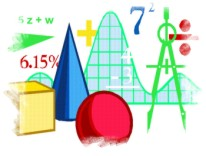 5 z + w
7²
6.15%
+
÷